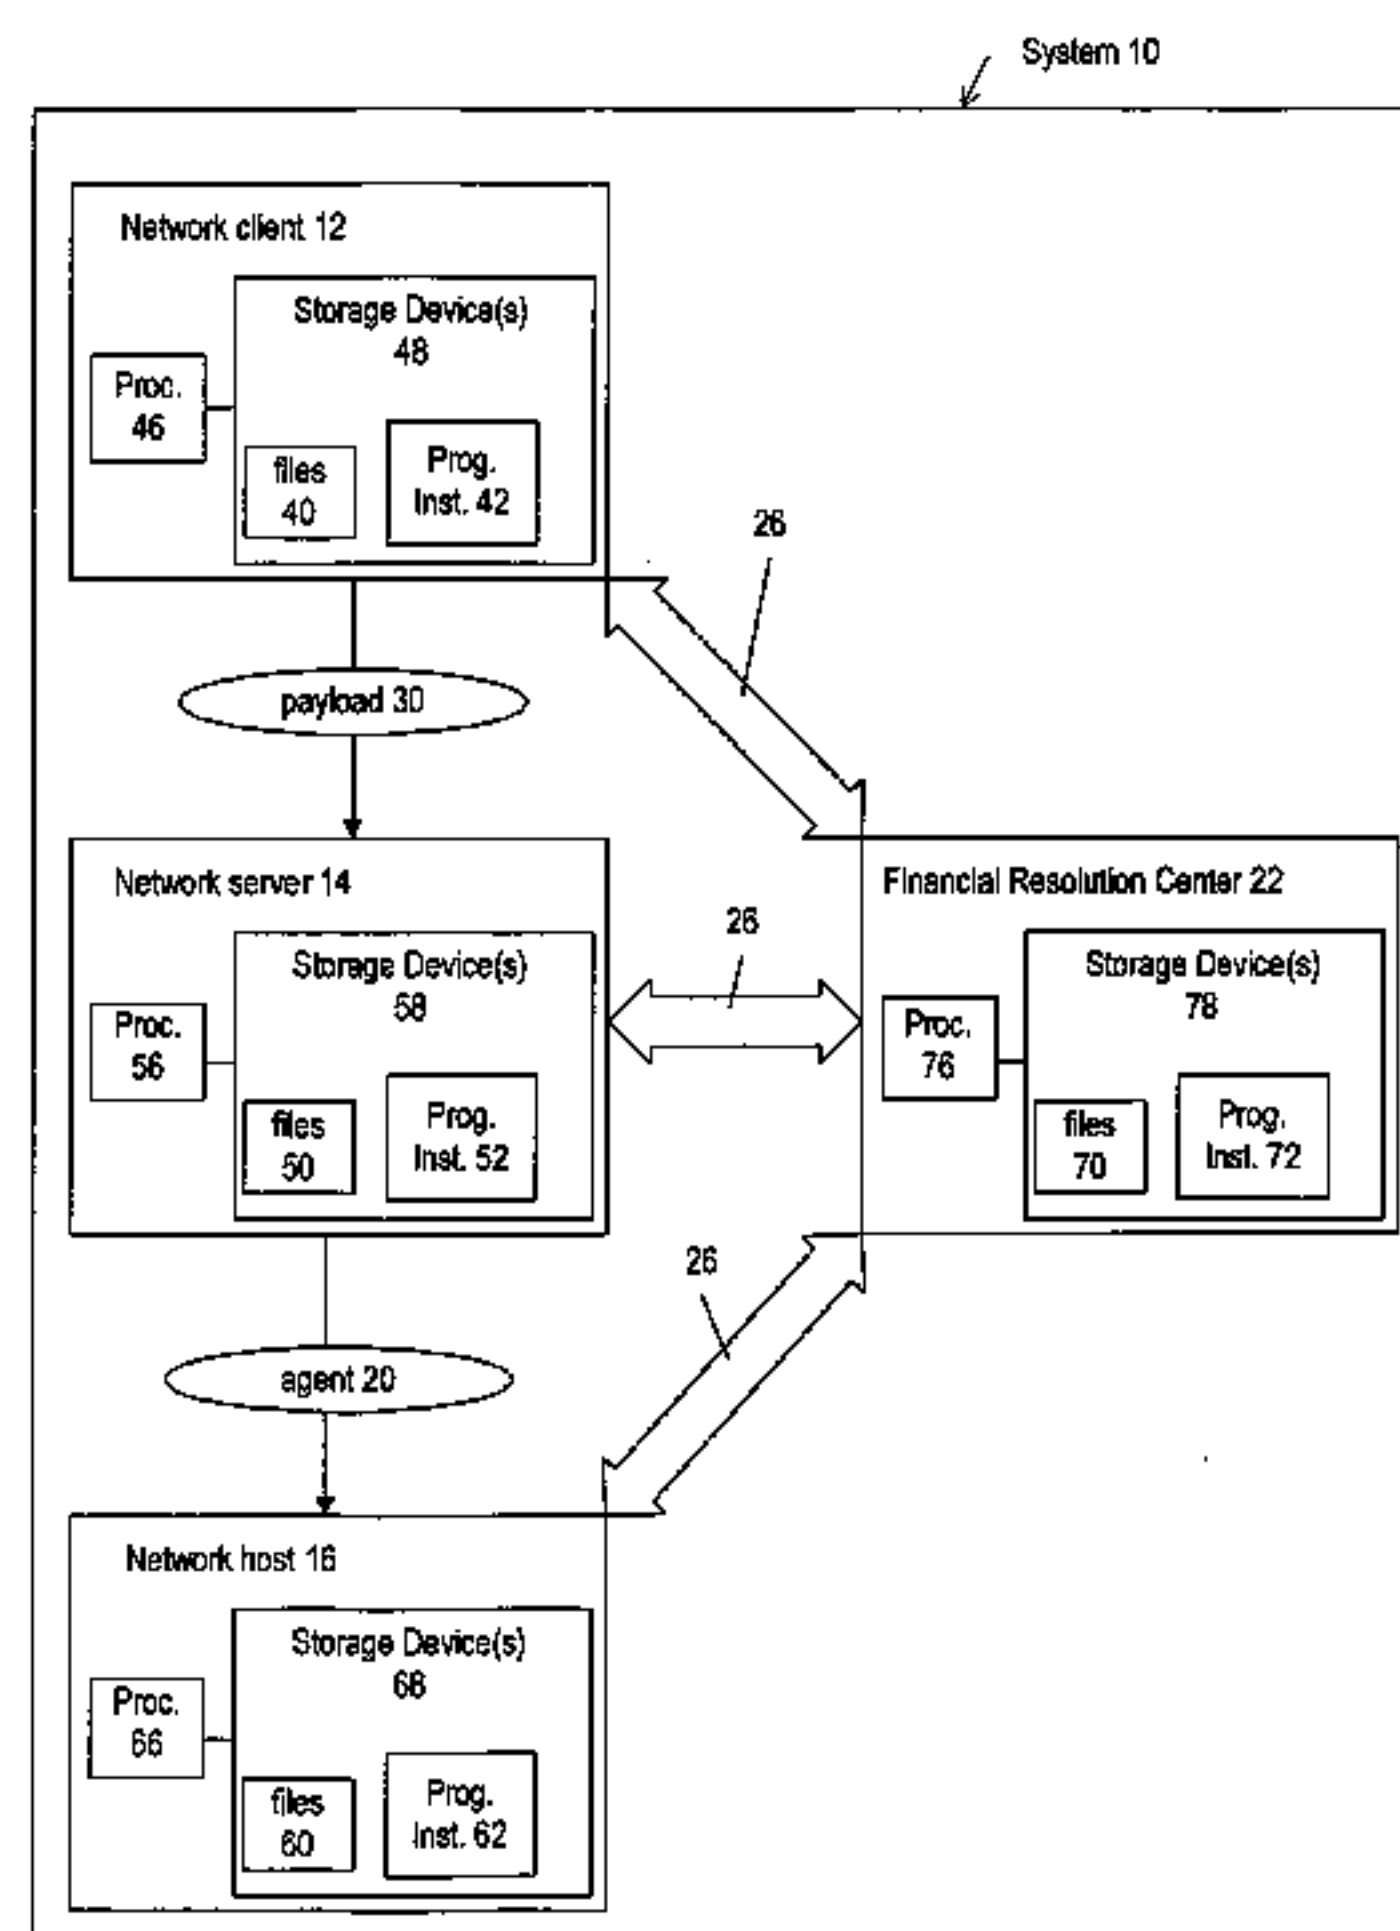 System 10
Network client 12
Storage Device(s)
48
Proc.
46
files
40
Prog.
Inst. 42
26
payload 30
Network server 14
Storage Device(s)
58
Proc.
56
files
50
Prog.
Inst. 52
26
Financial Resolution Center 22
Storage Device(s)
78
Proc.
76
files
70
Prog.
Inst. 72
26
agent 20
Network host 16
Storage Device(s)
68
Proc.
66
files
60
Prog.
Inst. 62